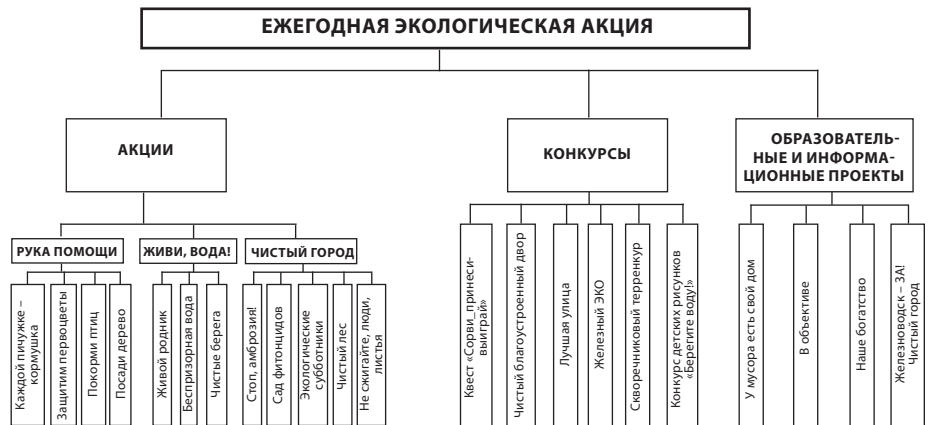 ЕЖЕГОДНАЯ ЭКОЛОГИЧЕСКАЯ АКЦИЯ
АКЦИИ
КОНКУРСЫ
ОБРАЗОВАТЕЛЬ-
НЫЕ И ИНФОРМА-
ЦИОННЫЕ ПРОЕКТЫ
РУКА ПОМОЩИ
ЖИВИ, ВОДА!
ЧИСТЫЙ ГОРОД
Каждой пичужке –
кормушка
Защитим первоцветы
Покорми птиц
Посади дерево
Живой родник
Беспризорная вода
Чистые берега
Стоп, амброзия!
Сад фитонцидов
Экологические
субботники
Чистый лес
Не сжигайте, люди,
листья
Квест «Сорви_принеси-
выиграй»
Чистый благоустроенный двор
Лучшая улица
Железный ЭКО
Скворечниковый терренкур
Конкурс детских рисунков
«Берегите воду!»
У мусора есть свой дом
В объективе
Наше богатство
Железноводск – ЗА!
Чистый город